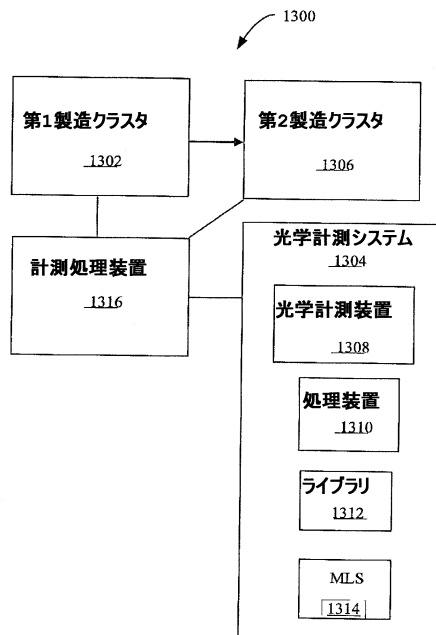 1300
第1製造クラスタ
1302
第2製造クラスタ
1306
計測処理装置
1316
光学計測システム
1304
光学計測装置
1308
処理装置
1310
ライブラリ
1312
MLS
1314